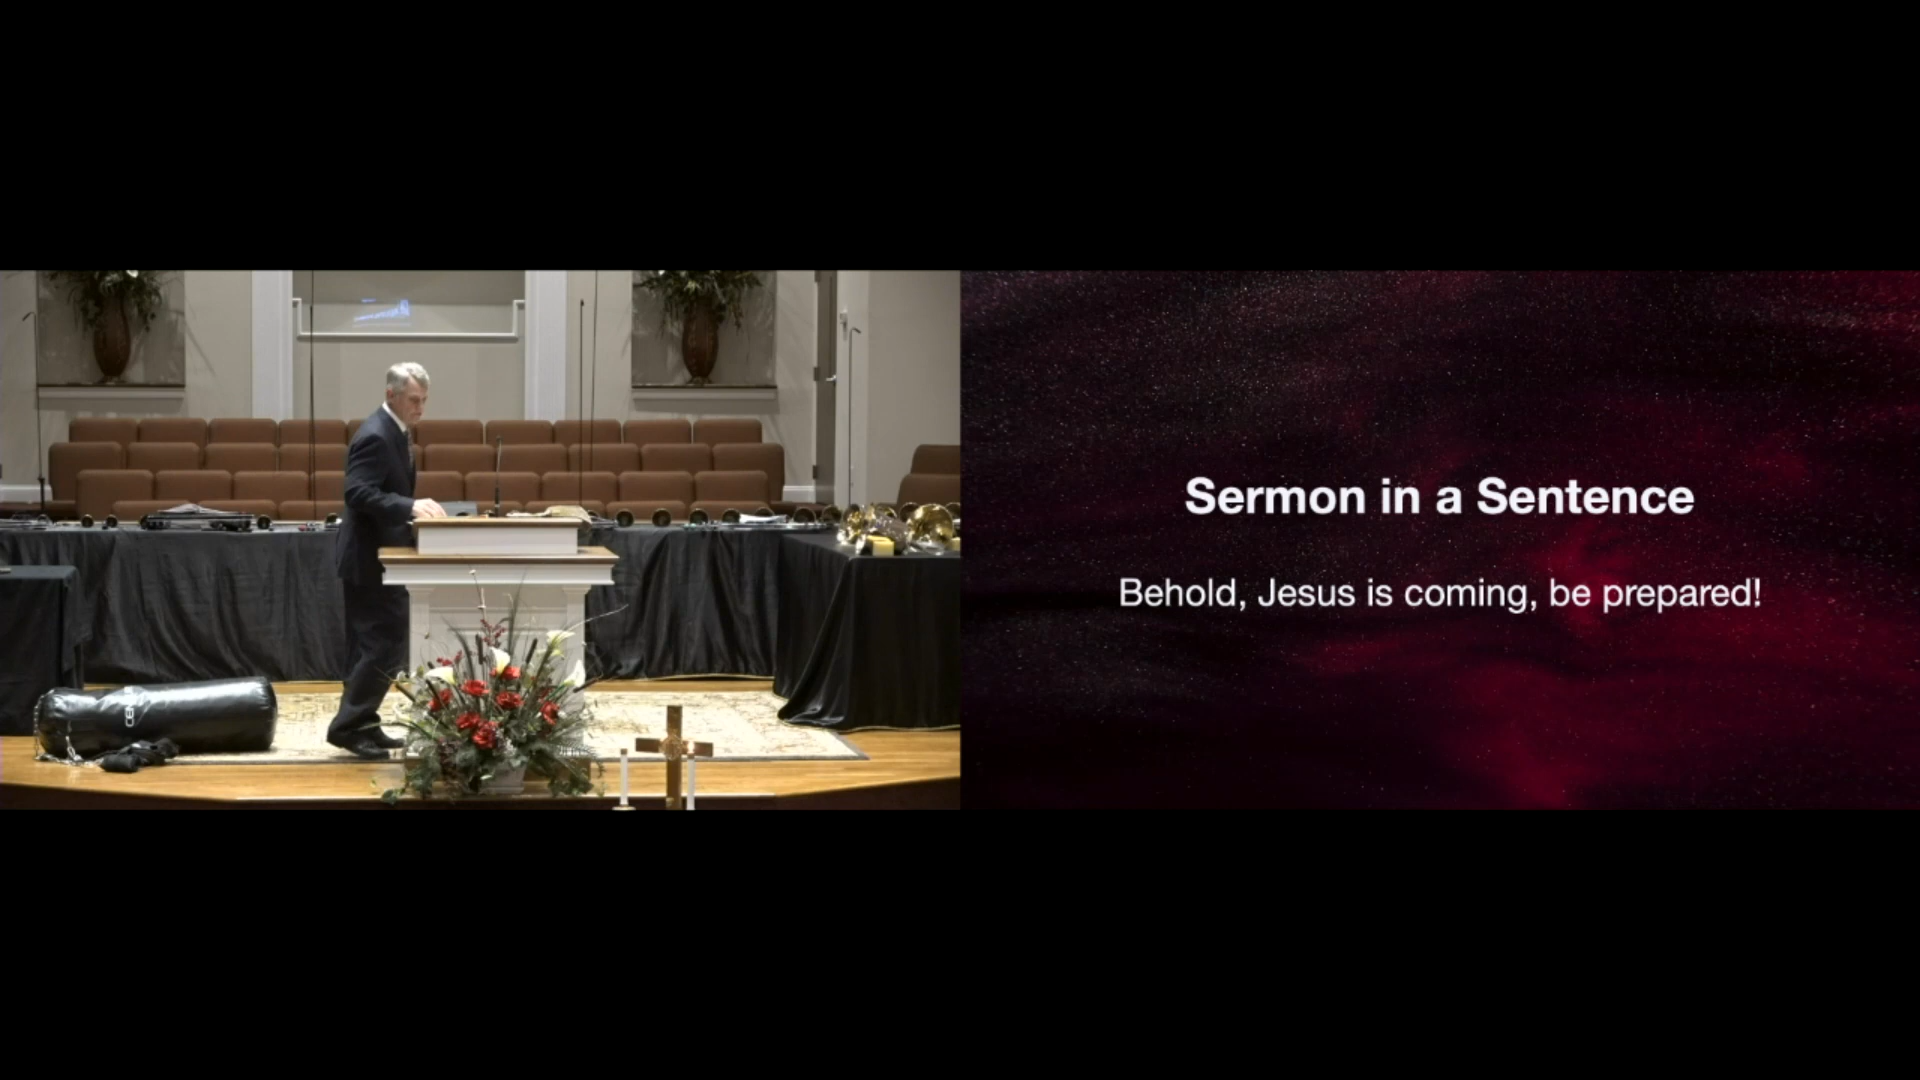 Sermon in a Sentence
Behold, Jesus is coming, be prepared!